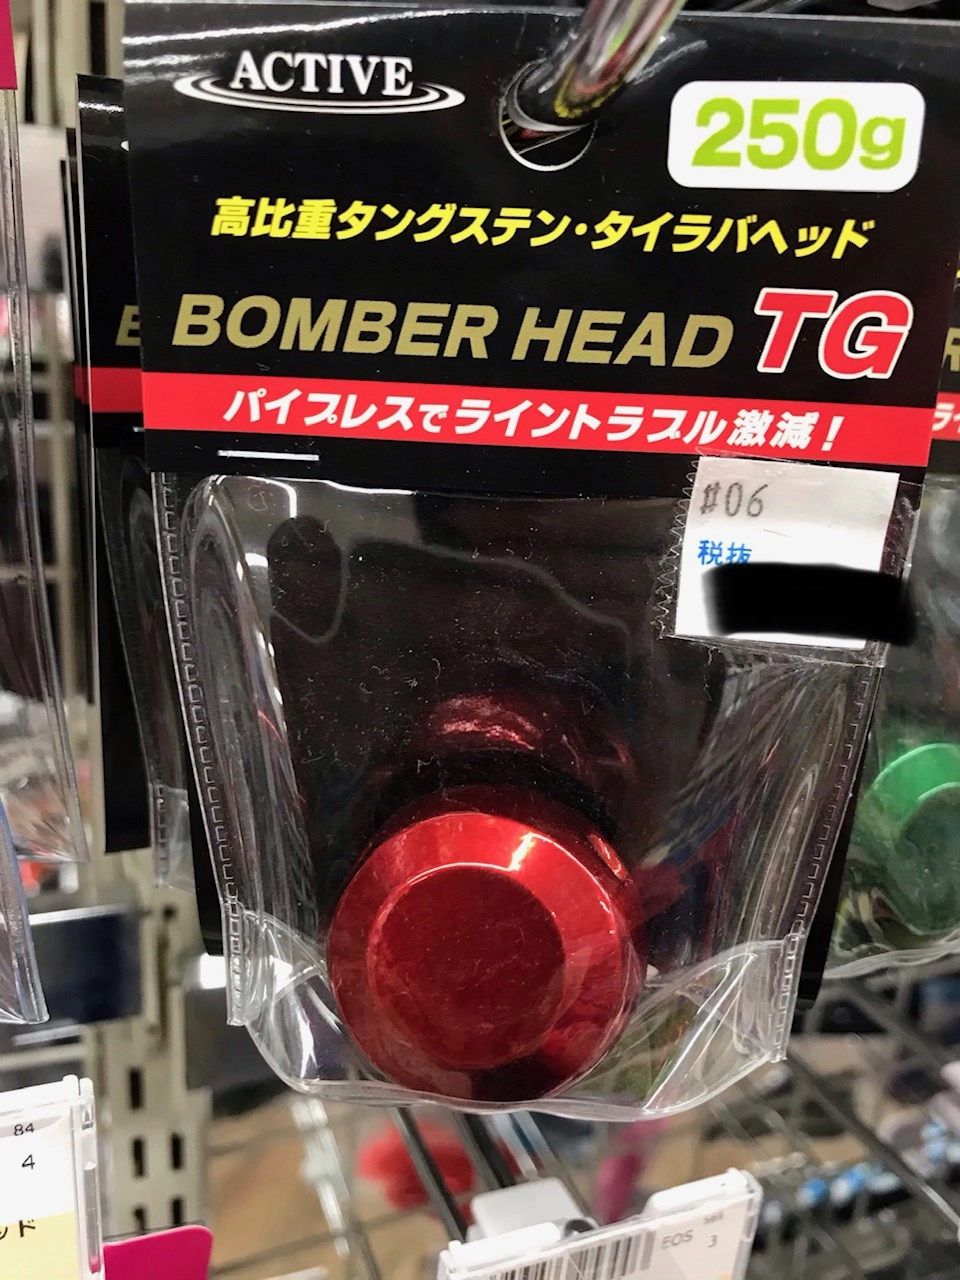 ACTIVE
250g
高比重タングステン・タイラバヘッド
BOMBER HEAD TG
パイプレスでライントラブル激減！
#06
税抜
84
4
ッド
EOS
3